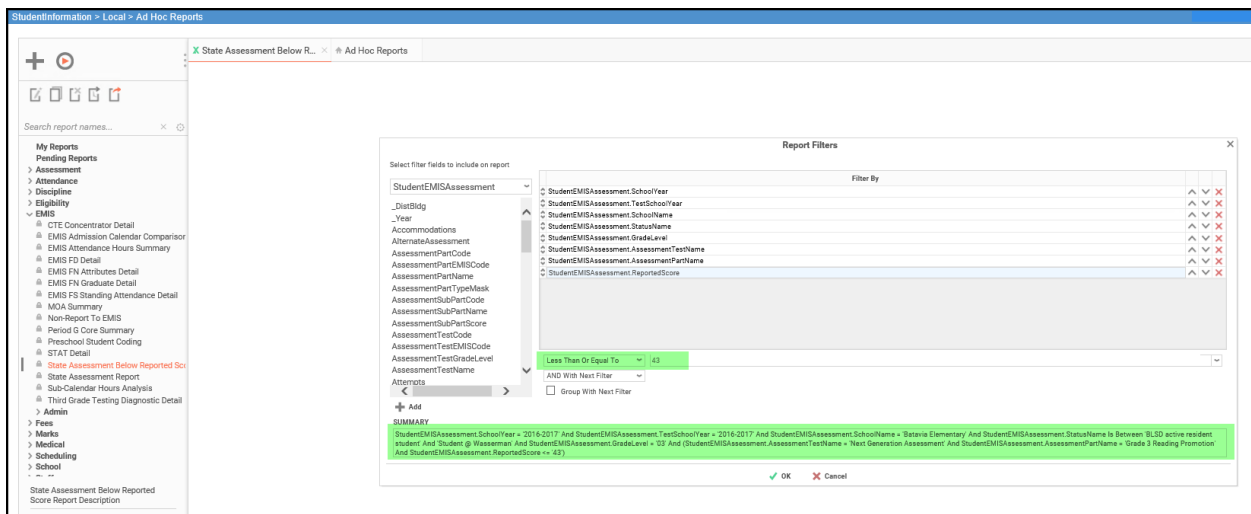 StudentInformation > Local > Ad Hoc Reports
State Assessment Below R...
Ad Hoc Reports
Search report names...
My Reports
Pending Reports
Assessment
Attendance
Discipline
Eligibility
EMIS
CTE Concentrator Detail
EMIS Admission Calendar Comparisor
EMIS Attendance Hours Summary
EMIS FD Detail
EMIS FN Attributes Detail
EMIS FN Graduate Detail
EMIS FS Standing Attendance Detail
MOA Summary
Non-Report To EMIS
Period G Core Summary
Preschool Student Coding
STAT Detail
State Assessment Below Reported Sco
State Assessment Report
Sub-Calendar Hours Analysis
Third Grade Testing Diagnostic Detail
Admin
Fees
Marks
Medical
Scheduling
School
State Assessment Below Reported
Score Report Description
Report Filters
Select filter fields to include on report
StudentEMISAssessment
_DistBldg
_Year
Accommodations
AlternateAssessment
AssessmentPartCode
AssessmentPartEMISCode
AssessmentPartName
AssessmentPartTypeMask
AssessmentSubPartCode
AssessmentSubPartName
AssessmentSubPartScore
AssessmentTestCode
AssessmentTestEMISCode
AssessmentTestGradeLevel
AssessmentTestName
Attempts
Add
Filter By
StudentEMISAssessment.SchoolYear
StudentEMISAssessment.TestSchoolYear
StudentEMISAssessment.SchoolName
StudentEMISAssessment.StatusName
StudentEMISAssessment.GradeLevel
StudentEMISAssessment.AssessmentTestName
StudentEMISAssessment.AssessmentPartName
StudentEMISAssessment.ReportedScore
Less Than Or Equal To 43
AND With Next Filter
Group With Next Filter
SUMMARY
StudentEMISAssessment.SchoolYear = '2016-2017' And StudentEMISAssessment.TestSchoolYear = '2016-2017' And StudentEMISAssessment.SchoolName = 'Batavia Elementary' And StudentEMISAssessment.StatusName Is Between 'BLSD active resident
student' And 'Student @ Wasserman' And StudentEMISAssessment.GradeLevel = '03' And (StudentEMISAssessment.AssessmentTestName = 'Next Generation Assessment' And StudentEMISAssessment.AssessmentPartName = 'Grade 3 Reading Promotion'
And StudentEMISAssessment.ReportedScore <= '43')
OK Cancel